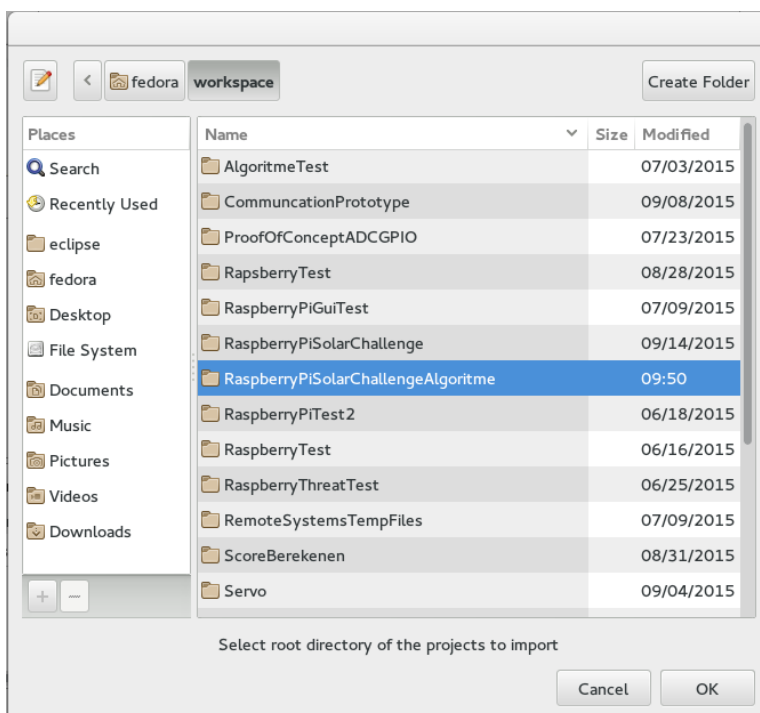 fedora workspace Create Folder
Places
Search
Recently Used
eclipse
fedora
Desktop
File System
Documents
Music
Pictures
Videos
Downloads
Name Size Modified
AlgoritmeTest 07/03/2015
CommuncationPrototype 09/08/2015
ProofOfConceptADCGPIO 07/23/2015
RapsberryTest 08/28/2015
RaspberryPiGuiTest 07/09/2015
RaspberryPiSolarChallenge 09/14/2015
RaspberryPiSolarChallengeAlgoritme 09:50
RaspberryPiTest2 06/18/2015
RaspberryTest 06/16/2015
RaspberryThreatTest 06/25/2015
RemoteSystemsTempFiles 07/09/2015
ScoreBerekenen 08/31/2015
Servo 09/04/2015
Select root directory of the projects to import
Cancel OK